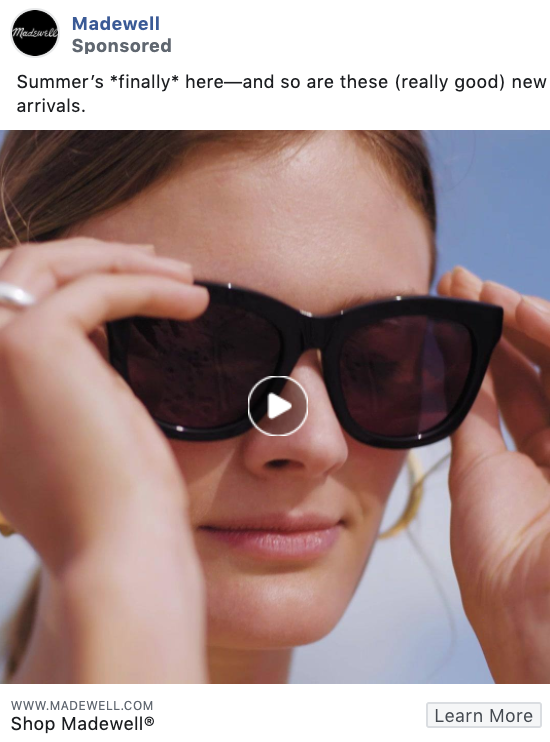 Madewell
Madewell
Sponsored
Summer’s *finally* here—and so are these (really good) new
arrivals.
WWW.MADEWELL.COM
Shop Madewell®
Learn More